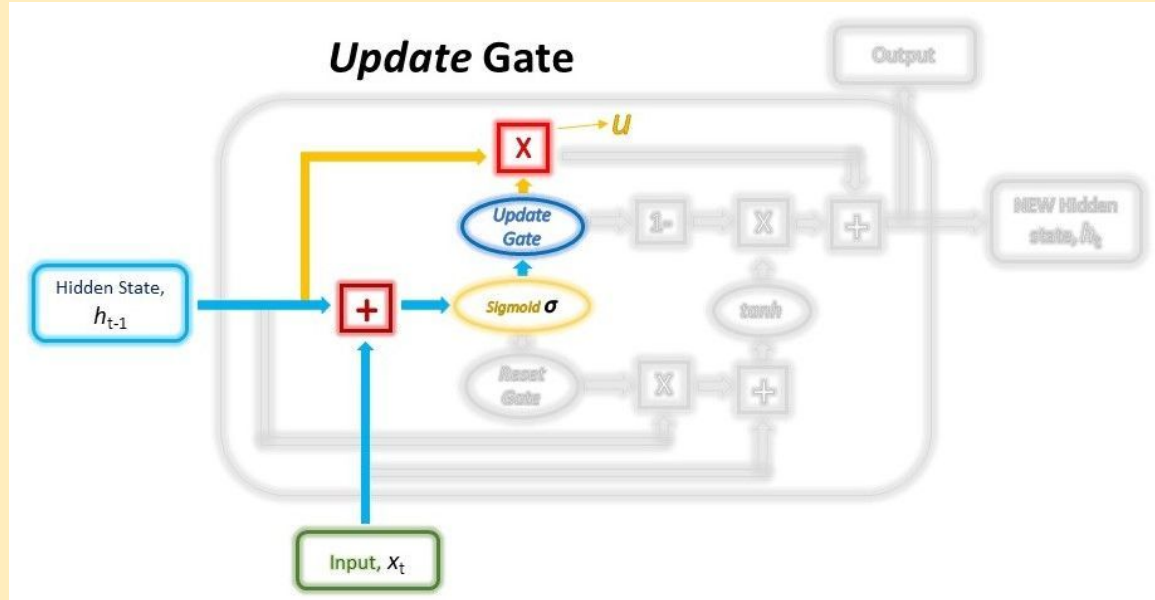 Update Gate
Output
X
u
Update
Gate
1-
X
+
NEW Hidden
state, ht
Hidden State,
ht-1
+
Sigmoid σ
tanh
Reset
Gate
X
+
Input, xt